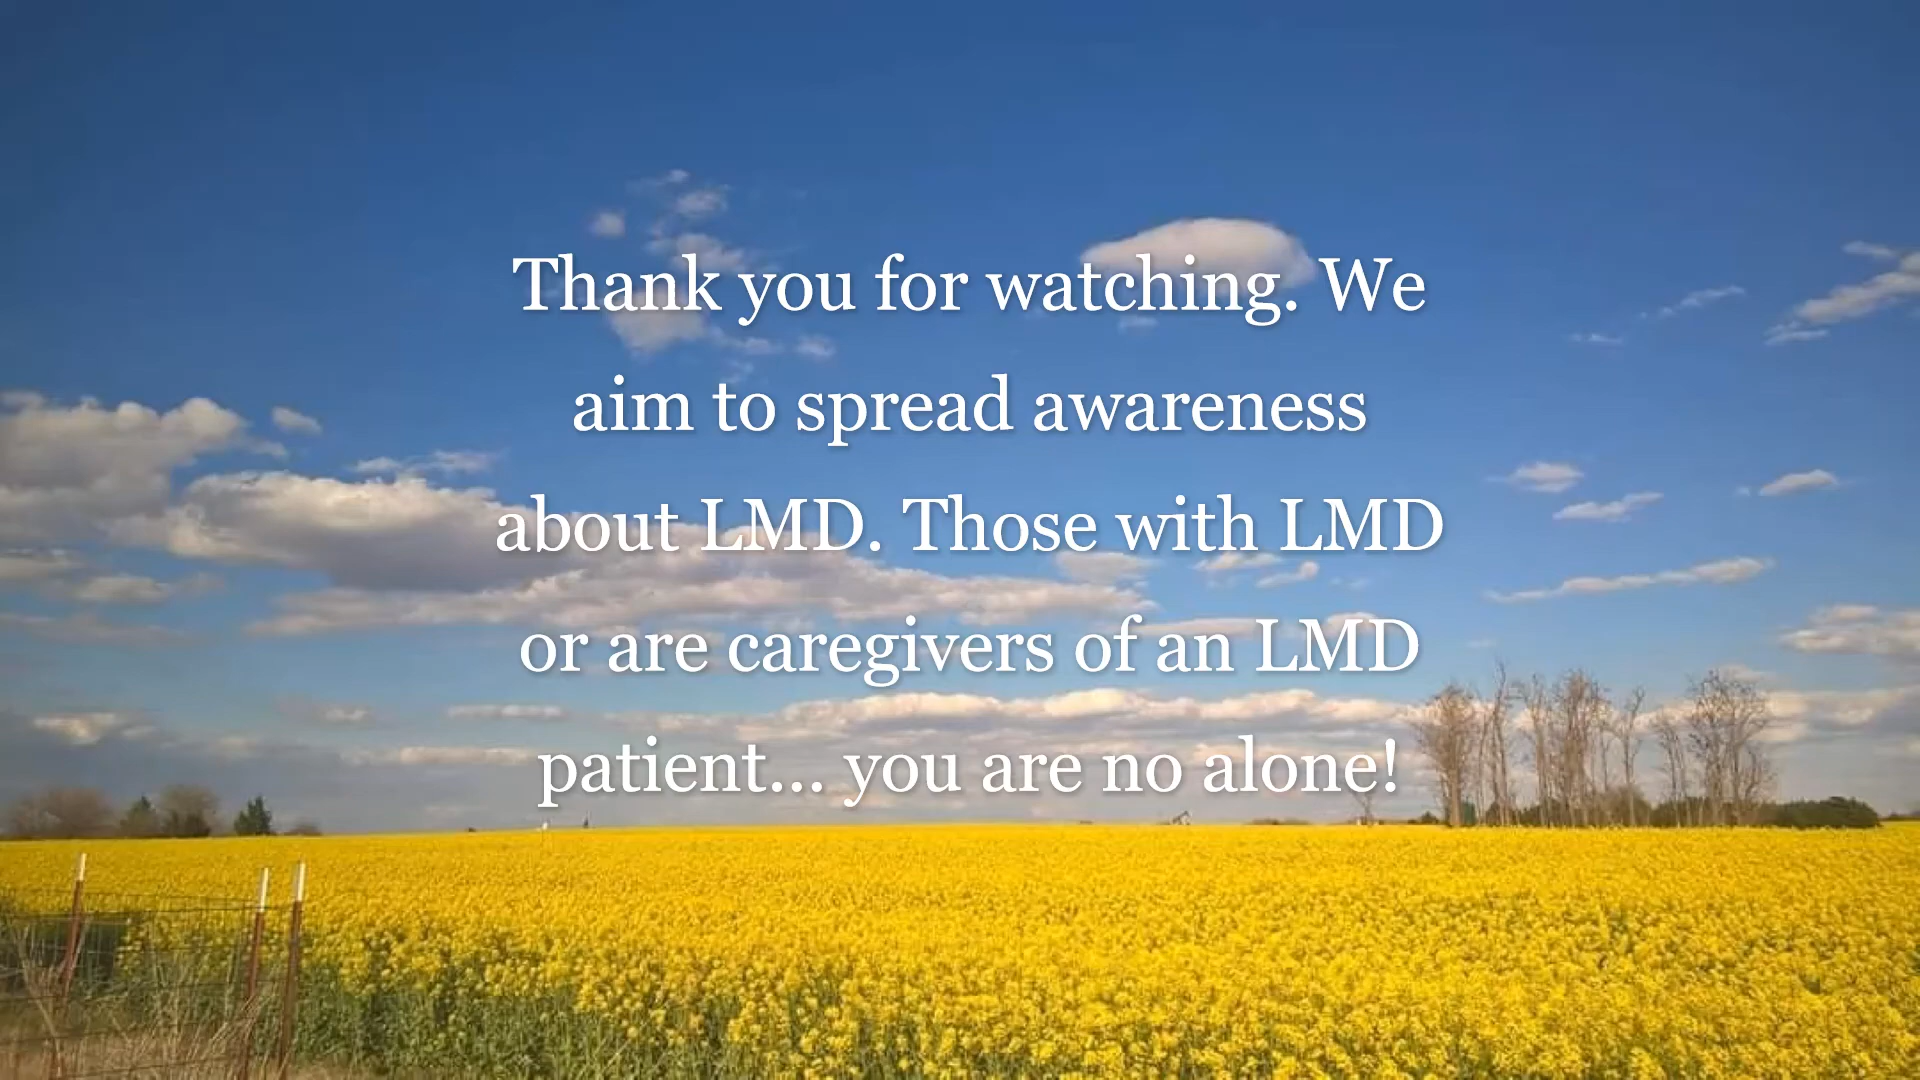 Thank you for watching. We
aim to spread awareness
about LMD. Those with LMD
or are caregivers of an LMD
patient... you are no alone!